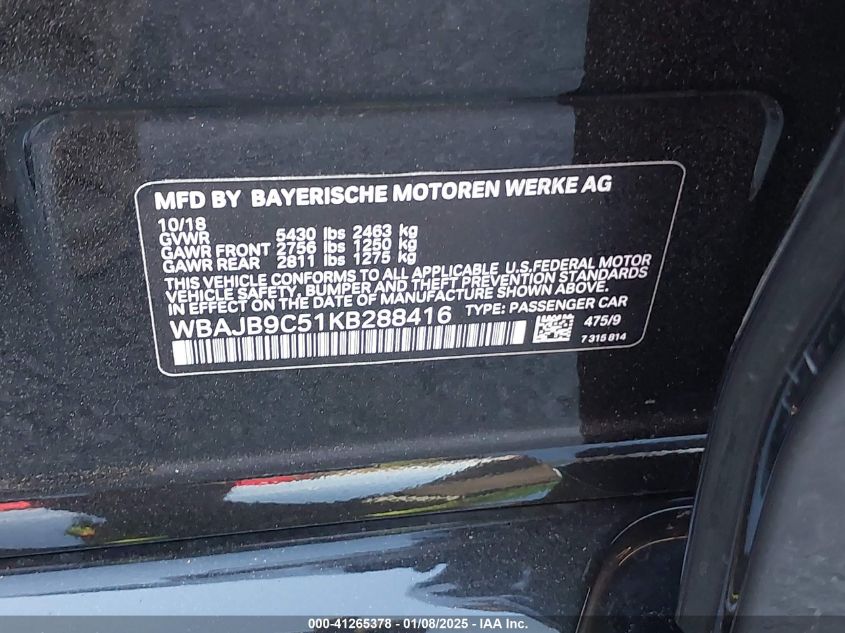 MFD BY BAYERISCHE MOTOREN WERKE AG
10/18
GVWR 5430 lbs 2463 kg
GAWR FRONT 2756 lbs 1250 kg
GAWR REAR 2811 lbs 1275 kg
THIS VEHICLE CONFORMS TO ALL APPLICABLE U.S.FEDERAL MOTOR
VEHICLE SAFETY, BUMPER AND THEFT PREVENTION STANDARDS
IN EFFECT ON THE DATE OF MANUFACTURE SHOWN ABOVE.
WBAJB9C51KB288416 TYPE: PASSENGER CAR
475/9
7 315 814
000-41265378 | 01/08/2025 | IAA Inc.